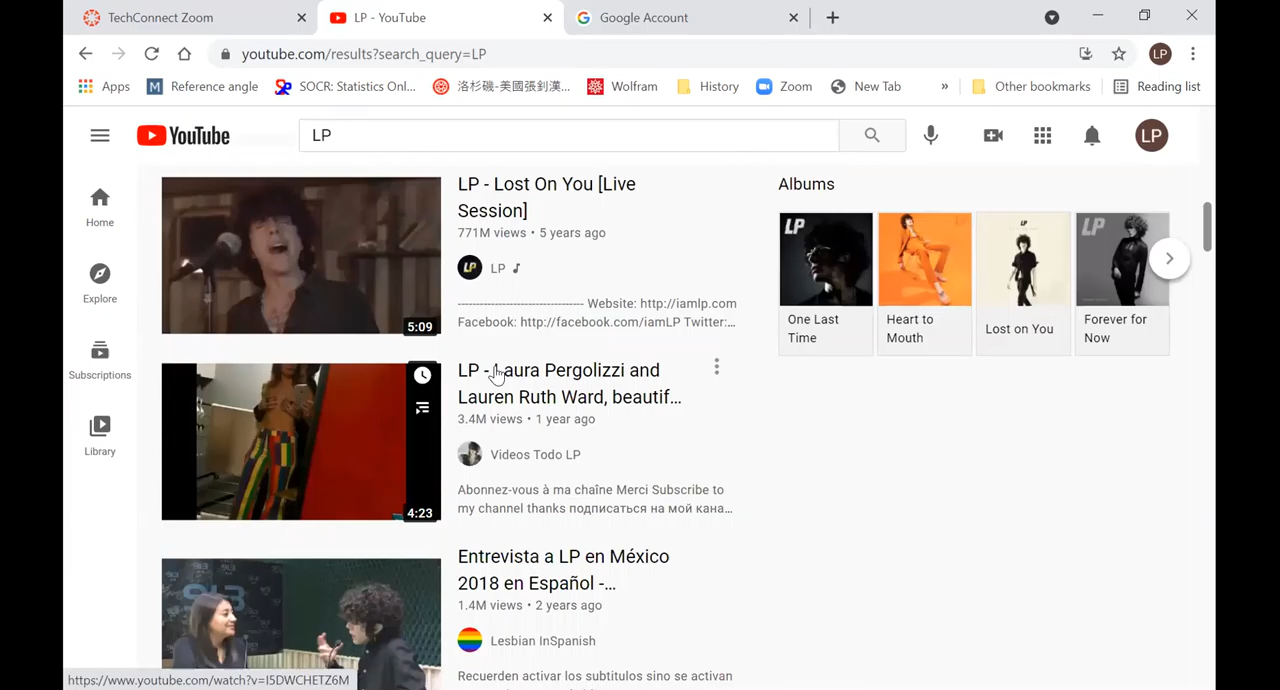 TechConnect Zoom
LP - YouTube
Google Account
youtube.com/results?search_query=LP
LP
Apps
Reference angle
SOCR: Statistics Onl...
洛杉磯-美國張釗漢...
Wolfram
History
Zoom
New Tab
»
Other bookmarks
Reading list
YouTube
LP
LP
Home
Explore
Subscriptions
Library
LP - Lost On You [Live
Session]
771M views • 5 years ago
LP
LP ♪
-------------------------------- Website: http://iamlp.com
Facebook: http://facebook.com/iamLP Twitter:...
5:09
LP - Laura Pergolizzi and
Lauren Ruth Ward, beautif...
3.4M views • 1 year ago
Videos Todo LP
Abonnez-vous à ma chaîne Merci Subscribe to
my channel thanks подписаться на мой кана...
4:23
Entrevista a LP en México
2018 en Español -...
1.4M views • 2 years ago
Lesbian InSpanish
Recuerden activar los subtitulos sino se activan
913
Albums
LP
One Last
Time
Heart to
Mouth
LP
Lost on You
LP
Forever for
Now
https://www.youtube.com/watch?v=I5DWCHETZ6M